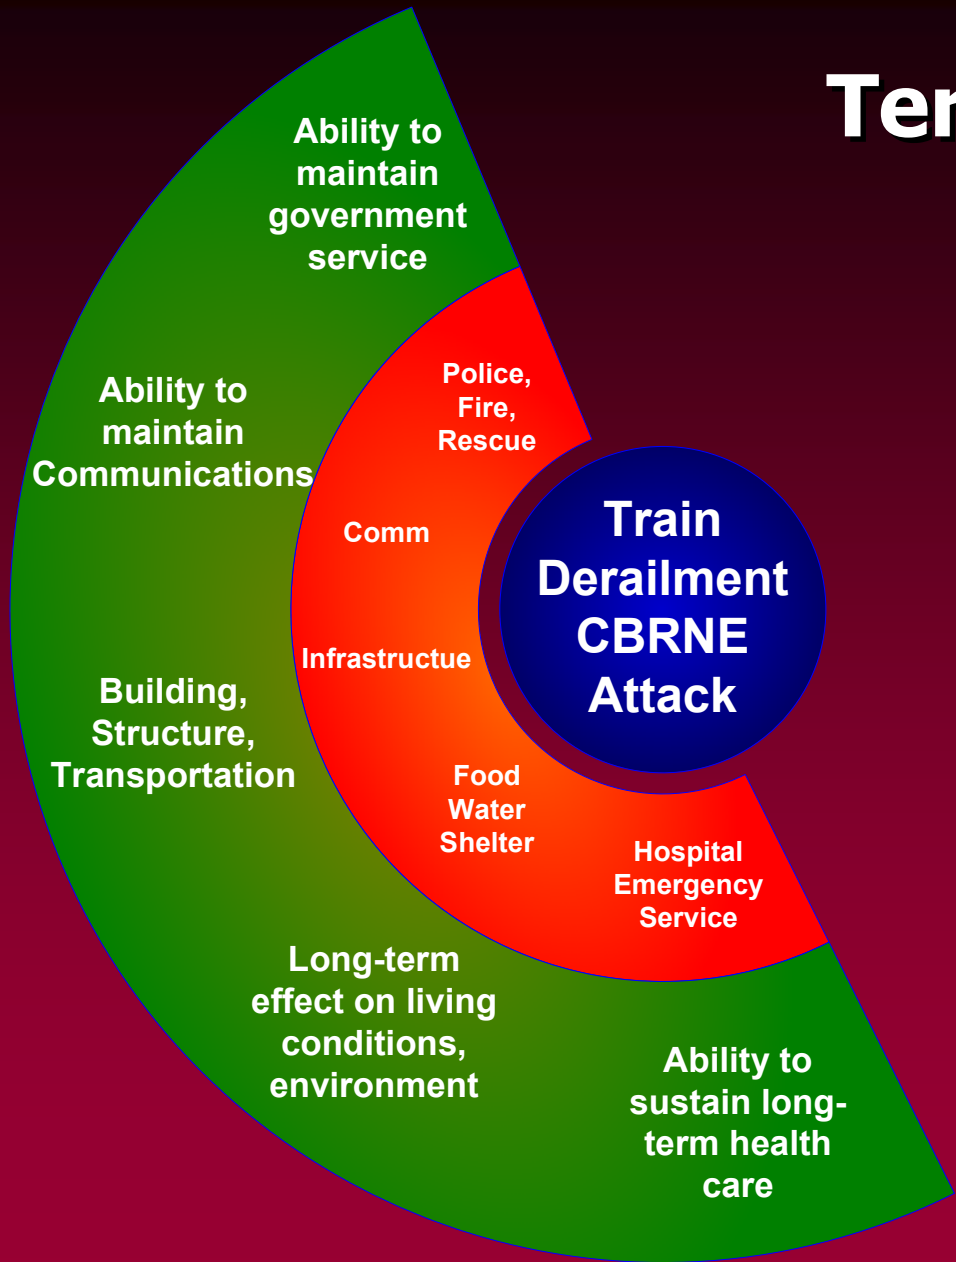 Ability to
maintain
government
service
Ability to
maintain
Communications
Building,
Structure,
Transportation
Long-term
effect on living
conditions,
environment
Ability to
sustain long-
term health
care
Police,
Fire,
Rescue
Comm
Infrastructue
Food
Water
Shelter
Hospital
Emergency
Service
Train
Derailment
CBRNE
Attack